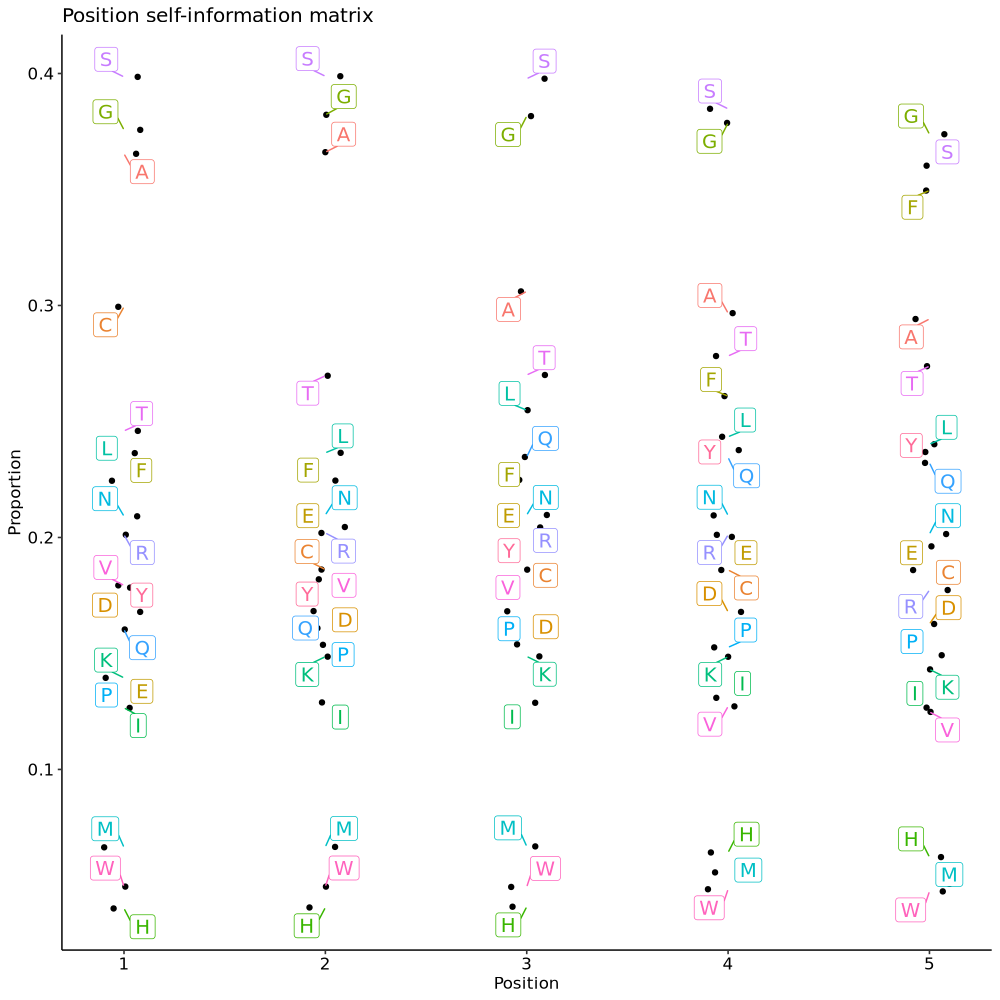 Position self-information matrix
S S S S G
G G G G S
A A F
0.4
0.3
A A A
C T T
T T L F
L L Q L Y L
F F F Y Q Q
N N N N N
E E
R C R R R E E C
V V Y C C R D
D Y V D
Q D P D P P
Q P K K I K
K K I I
P E V V
I I
0.2
0.1
M M M H H
W W W M M
H H H W W
1 2 3 4 5
Position
Proportion